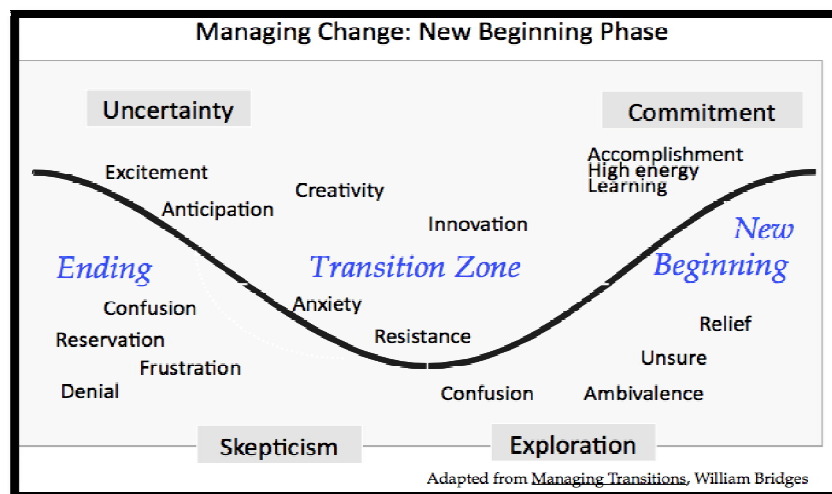 Managing Change: New Beginning Phase
Uncertainty
Commitment
Excitement
Anticipation
Creativity
Innovation
Accomplishment
High energy
Learning
Ending
Transition Zone
New
Beginning
Confusion
Reservation
Frustration
Denial
Anxiety
Resistance
Confusion
Relief
Unsure
Ambivalence
Skepticism
Exploration
Adapted from Managing Transitions, William Bridges